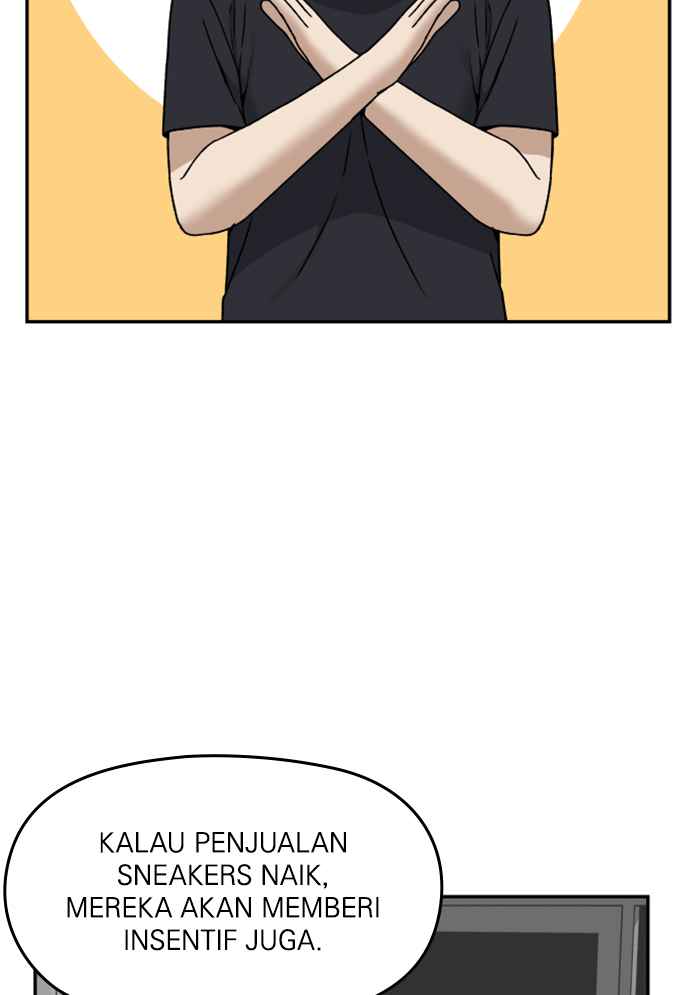 KALAU PENJUALAN
SNEAKERS NAIK,
MEREKA AKAN MEMBERI
INSENTIF JUGA.